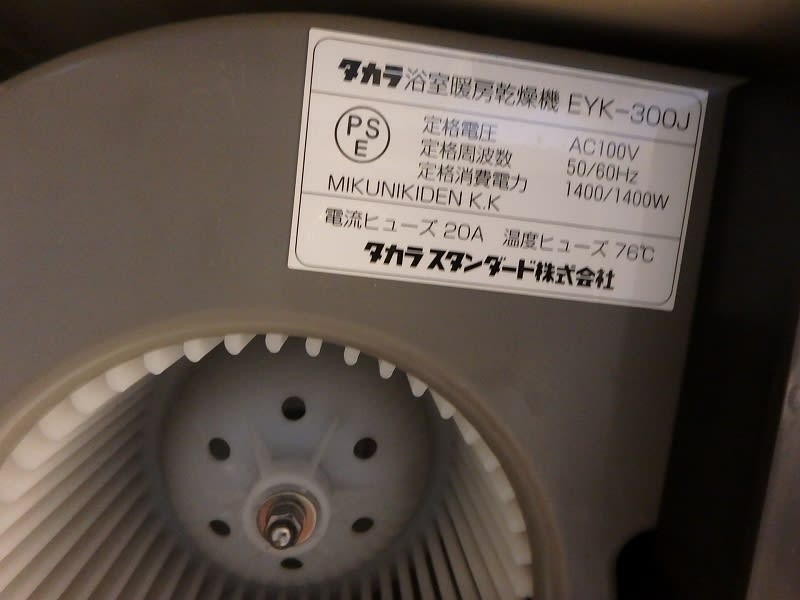 タカラ浴室暖房乾燥機 EYK-300J
PS
E
定格電圧 AC100V
定格周波数 50/60Hz
定格消費電力 1400/1400W
MIKUNIKIDEN K.K
電流ヒューズ 20A 温度ヒューズ 76℃
タカラスタンダード株式会社